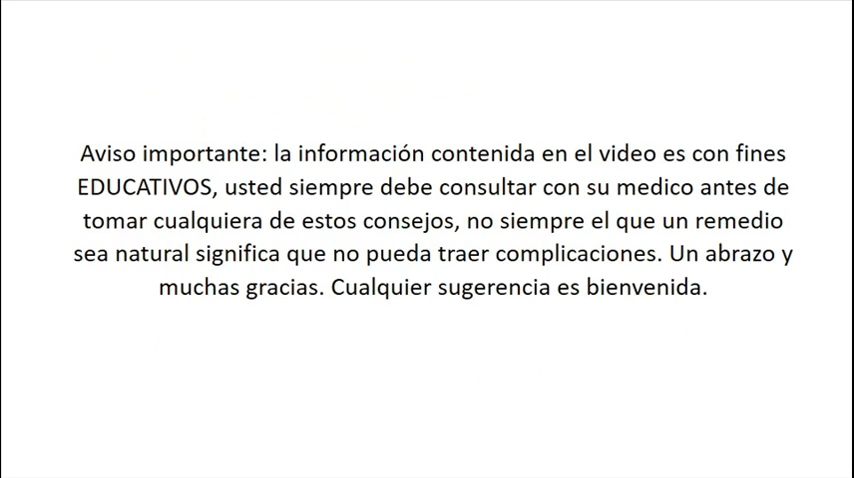 Aviso importante: la información contenida en el video es con fines
EDUCATIVOS, usted siempre debe consultar con su medico antes de
tomar cualquiera de estos consejos, no siempre el que un remedio
sea natural significa que no pueda traer complicaciones. Un abrazo y
muchas gracias. Cualquier sugerencia es bienvenida.